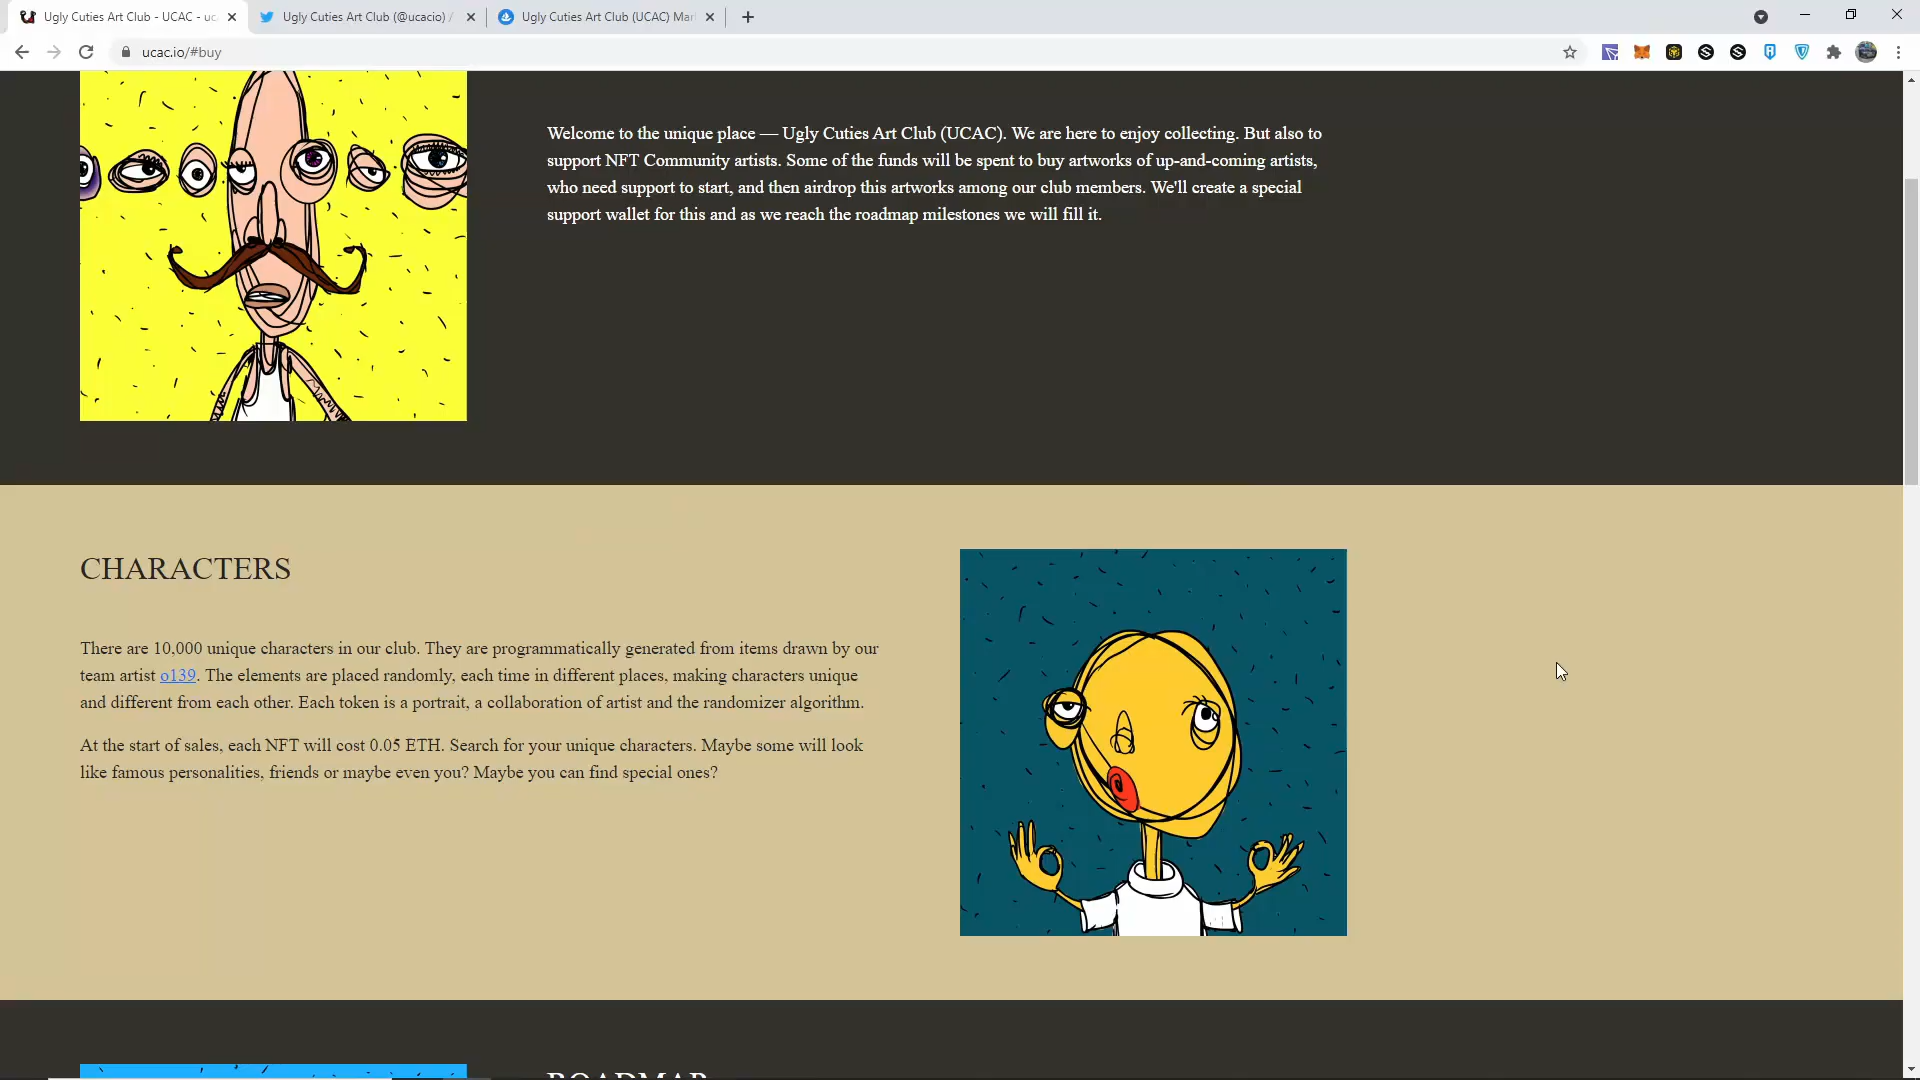 Ugly Cuties Art Club - UCAC - uc
Ugly Cuties Art Club (@ucacio) /
Ugly Cuties Art Club (UCAC) Mar
ucac.io/#buy
Welcome to the unique place — Ugly Cuties Art Club (UCAC). We are here to enjoy collecting. But also to
support NFT Community artists. Some of the funds will be spent to buy artworks of up-and-coming artists,
who need support to start, and then airdrop this artworks among our club members. We'll create a special
support wallet for this and as we reach the roadmap milestones we will fill it.
CHARACTERS
There are 10,000 unique characters in our club. They are programmatically generated from items drawn by our
team artist o139. The elements are placed randomly, each time in different places, making characters unique
and different from each other. Each token is a portrait, a collaboration of artist and the randomizer algorithm.
At the start of sales, each NFT will cost 0.05 ETH. Search for your unique characters. Maybe some will look
like famous personalities, friends or maybe even you? Maybe you can find special ones?
ROADMAP